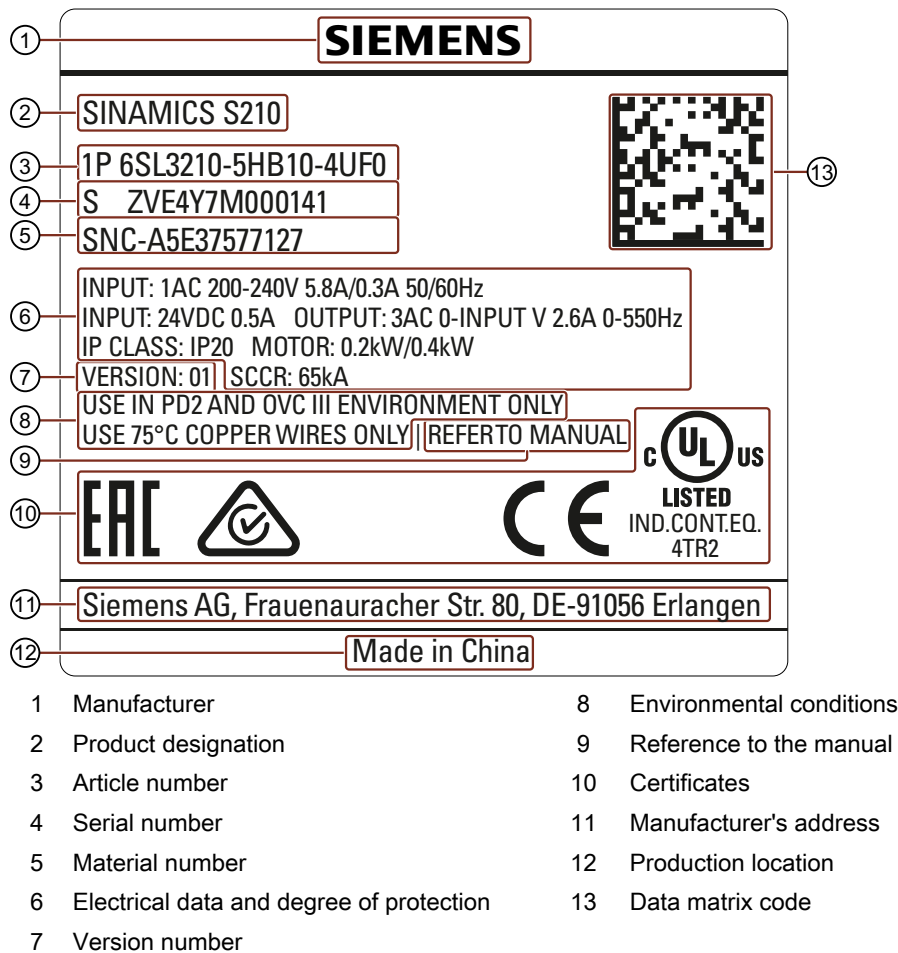 1 SIEMENS
2 SINAMICS S210
3 1P 6SL3210-5HB10-4UF0
4 S ZVE4Y7M000141
5 SNC-A5E37577127
13
INPUT: 1AC 200-240V 5.8A/0.3A 50/60Hz
6 INPUT: 24VDC 0.5A OUTPUT: 3AC 0-INPUT V 2.6A 0-550Hz
IP CLASS: IP20 MOTOR: 0.2kW/0.4kW
7 VERSION: 01 SCCR: 65kA
8 USE IN PD2 AND OVC III ENVIRONMENT ONLY
USE 75°C COPPER WIRES ONLY | REFER TO MANUAL
9
10 EAC CE
C UL US
LISTED
IND.CONT.EQ.
4TR2
11 Siemens AG, Frauenauracher Str. 80, DE-91056 Erlangen
12 Made in China
1 Manufacturer
2 Product designation
3 Article number
4 Serial number
5 Material number
6 Electrical data and degree of protection
7 Version number
8 Environmental conditions
9 Reference to the manual
10 Certificates
11 Manufacturer's address
12 Production location
13 Data matrix code